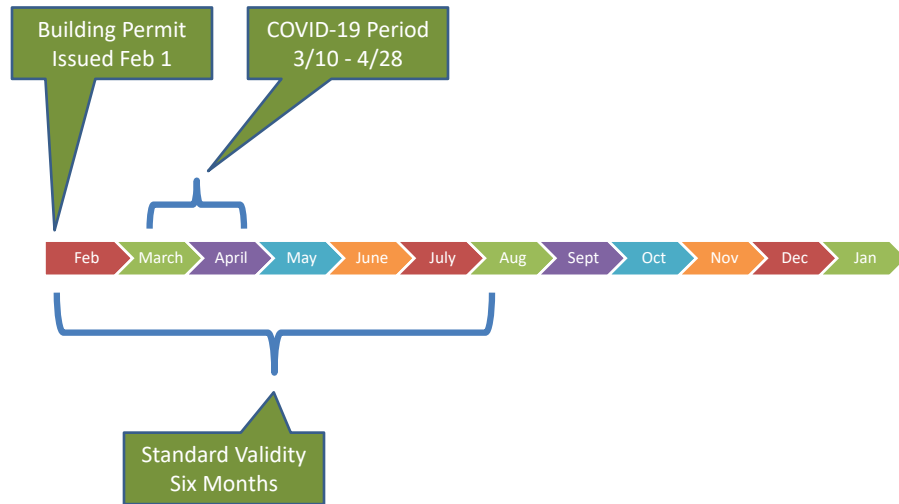 Building Permit
Issued Feb 1
COVID-19 Period
3/10 - 4/28
Feb
March
April
May
June
July
Aug
Sept
Oct
Nov
Dec
Jan
Standard Validity
Six Months